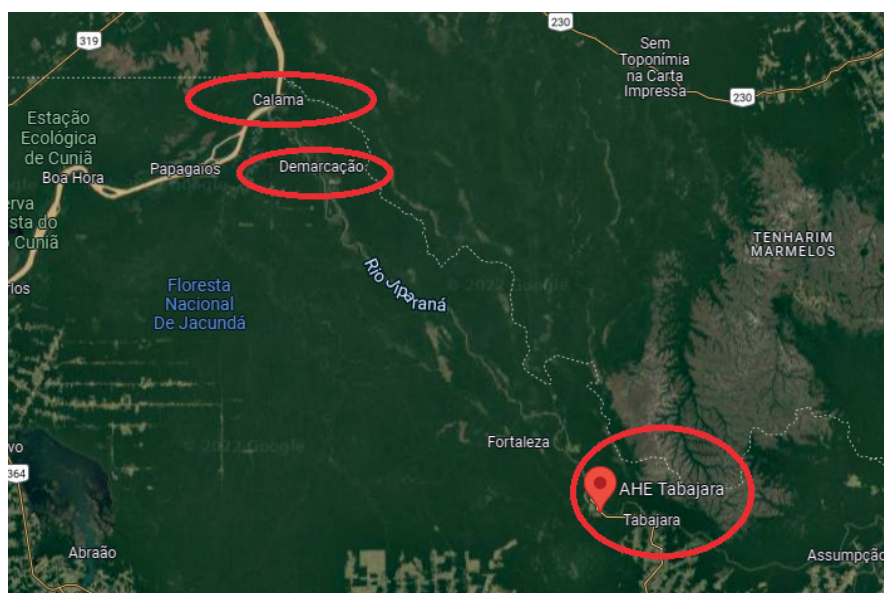 319
230
Sem
Toponímia
na Carta
Impressa
230
Calama
Estação
Ecológica
de Cuniã
Boa Hora
Papagaios
Demarcação
erva
sta do
o Cuniã
rlos
Floresta
Nacional
De Jacundá
Rio Jiparaná
2022 Google
TENHARIM
MARMELOS
© 2022 Google
Fortaleza
vo
364
AHE Tabajara
Tabajara
Abraão
Assumpção